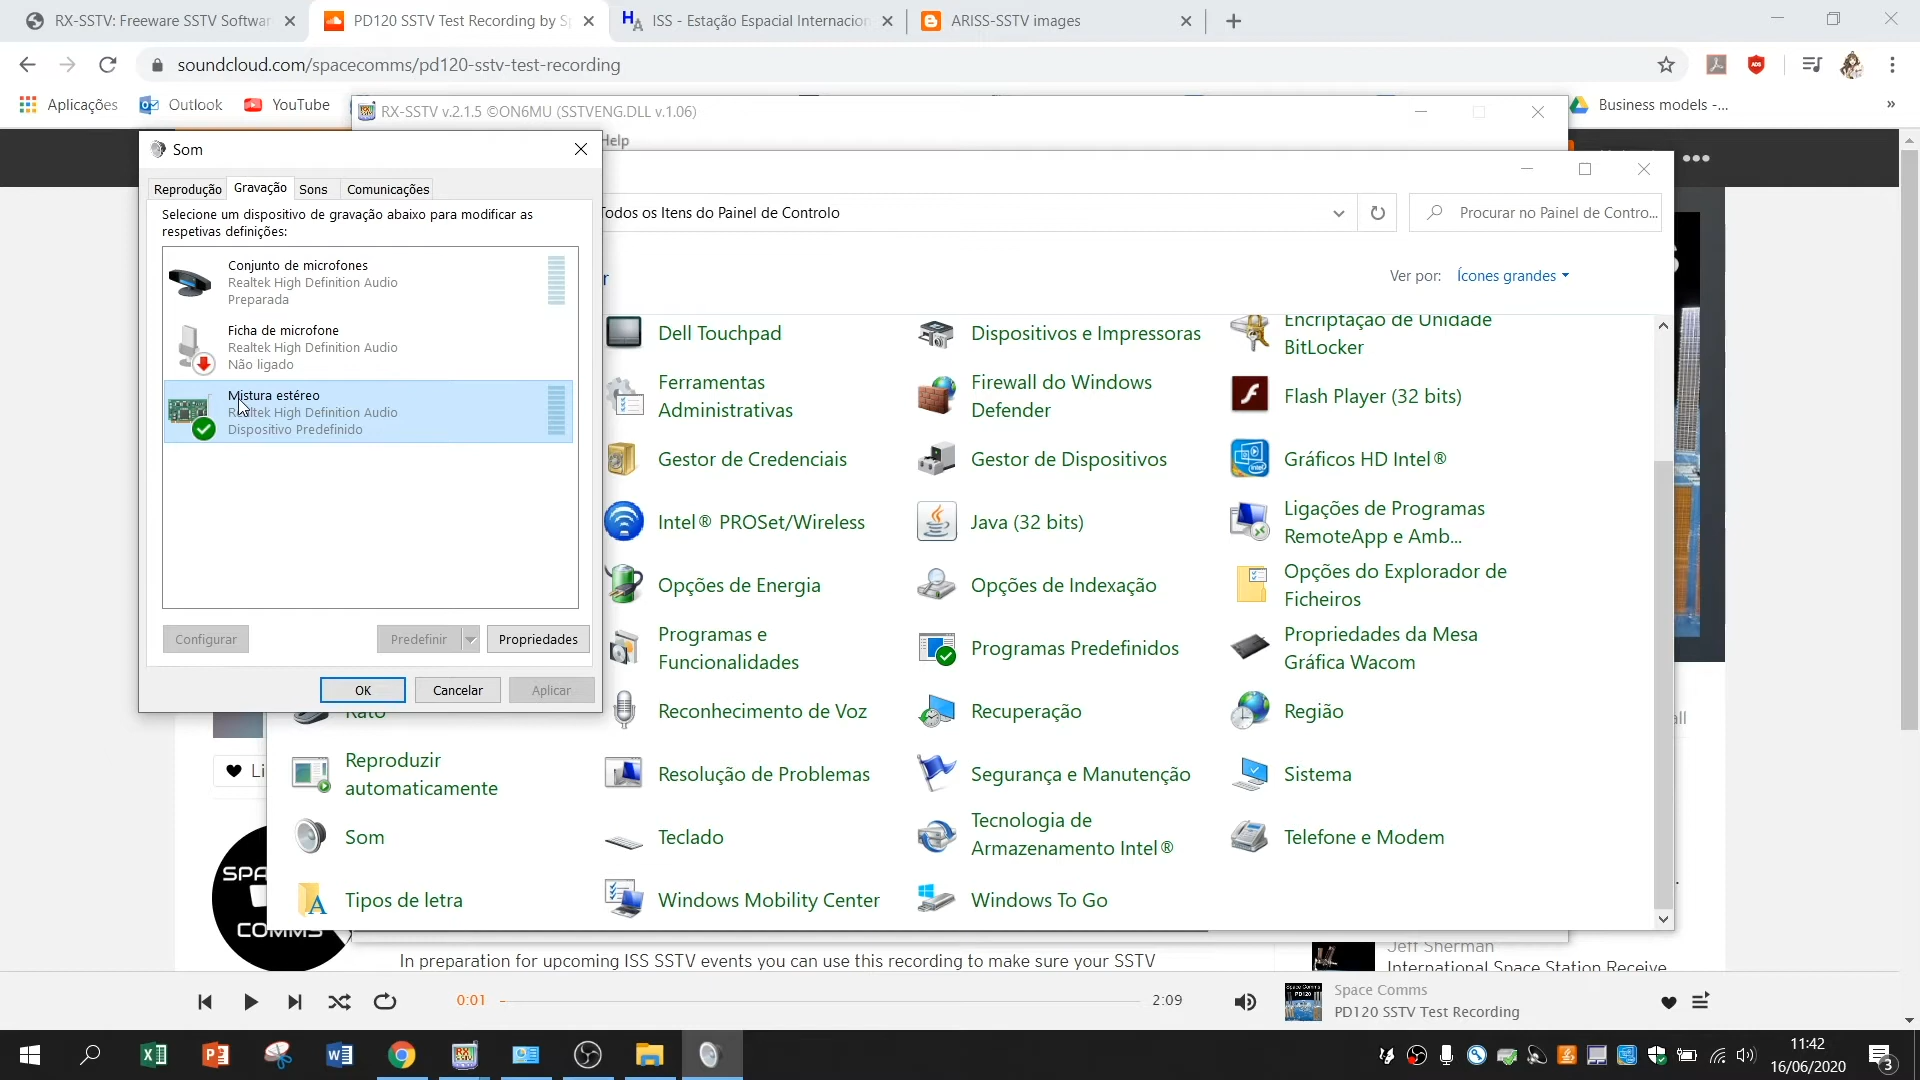 RX-SSTV: Freeware SSTV Softwar
PD120 SSTV Test Recording by S
ISS - Estação Espacial Internacion
ARISS-SSTV images
soundcloud.com/spacecomms/pd120-sstv-test-recording
Aplicações
Outlook
YouTube
Business models -...
»
RX-SSTV v.2.1.5 ©ON6MU (SSTVENG.DLL v.1.06)
Help
Som
Reprodução
Gravação
Sons
Comunicações
Selecione um dispositivo de gravação abaixo para modificar as
respetivas definições:
Conjunto de microfones
Realtek High Definition Audio
Preparada
Ficha de microfone
Realtek High Definition Audio
Não ligado
Mistura estéreo
Realtek High Definition Audio
Dispositivo Predefinido
Configurar
Predefinir
Propriedades
OK
Cancelar
Aplicar
Todos os Itens do Painel de Controlo
Procurar no Painel de Contro...
r
Ver por:
Ícones grandes
Dell Touchpad
Dispositivos e Impressoras
Encriptação de Unidade
BitLocker
Ferramentas
Administrativas
Firewall do Windows
Defender
Flash Player (32 bits)
Gestor de Credenciais
Gestor de Dispositivos
Gráficos HD Intel®
Intel® PROSet/Wireless
Java (32 bits)
Ligações de Programas
RemoteApp e Amb...
Opções de Energia
Opções de Indexação
Opções do Explorador de
Ficheiros
Programas e
Funcionalidades
Programas Predefinidos
Propriedades da Mesa
Gráfica Wacom
Rato
Reconhecimento de Voz
Recuperação
Região
Reproduzir
automaticamente
Resolução de Problemas
Segurança e Manutenção
Sistema
Som
Teclado
Tecnologia de
Armazenamento Intel®
Telefone e Modem
Tipos de letra
Windows Mobility Center
Windows To Go
all
Li
SPA
COMMS
In preparation for upcoming ISS SSTV events you can use this recording to make sure your SSTV
Jeff Sherman
International Space Station Receive
0:01
2:09
Space Comms
PD120 SSTV Test Recording
11:42
16/06/2020
3